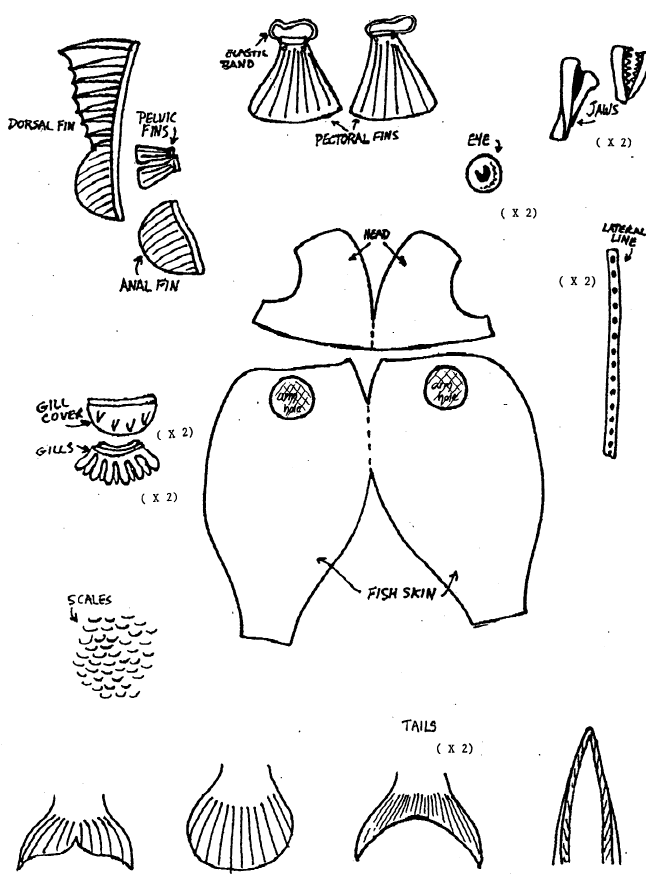 ELASTIC
BAND
PECTORAL FINS
DORSAL FIN
PELVIC
FINS
ANAL FIN
JAWS
( X 2)
EYE
( X 2)
LATERAL
LINE
( X 2)
HEAD
arm
hole
arm
hole
GILL
COVER
( X 2)
GILLS
( X 2)
FISH SKIN
SCALES
TAILS
( X 2)